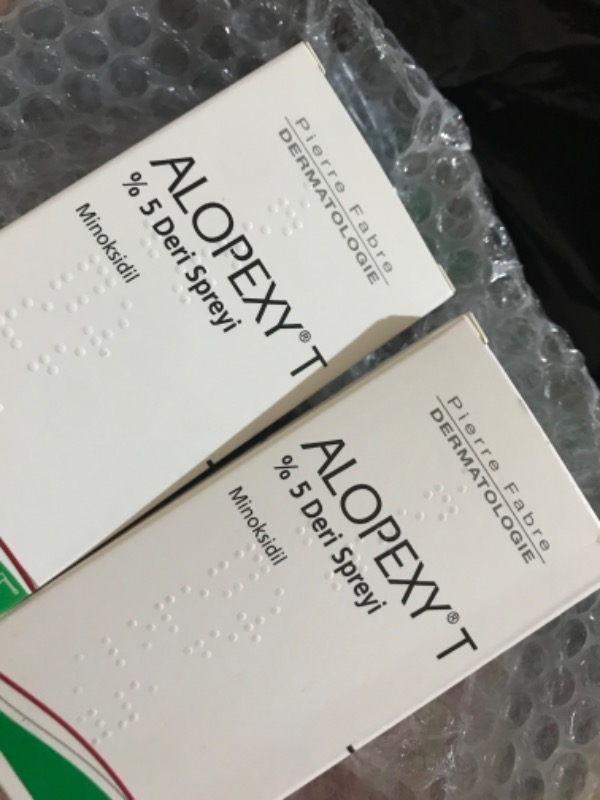 Pierre Fabre
DERMATOLOGIE
ALOPEXY® T
% 5 Deri Spreyi
Minoksidil
Pierre Fabre
DERMATOLOGIE
ALOPEXY® T
% 5 Deri Spreyi
Minoksidil